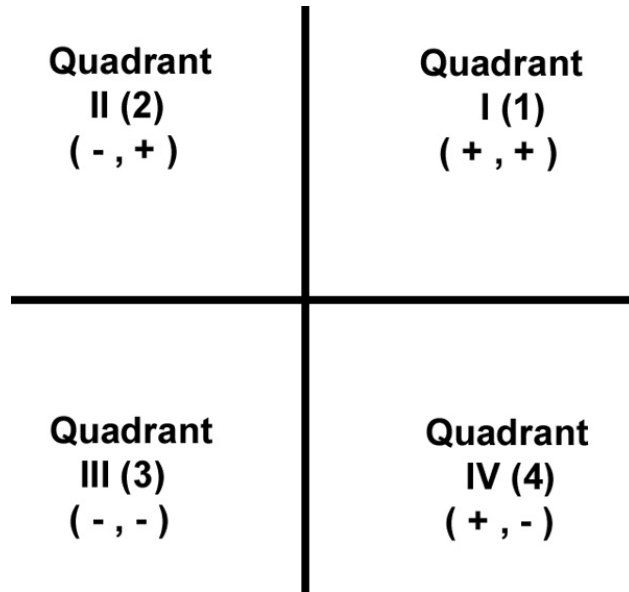 Quadrant
II (2)
( - , + )
Quadrant
I (1)
( + , + )
Quadrant
III (3)
( - , - )
Quadrant
IV (4)
( + , - )